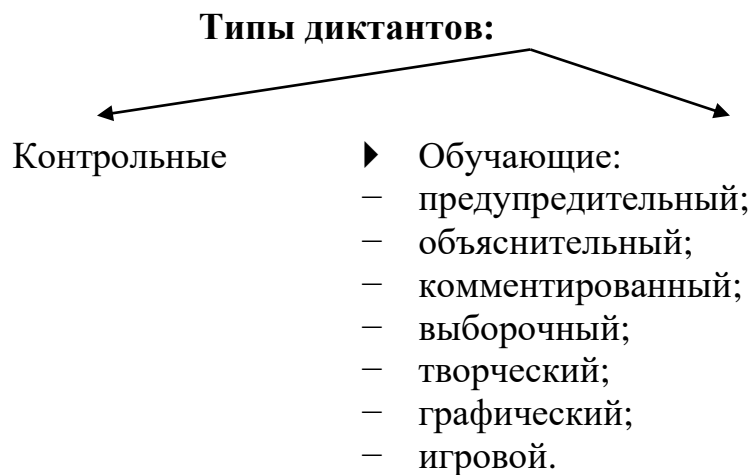 Типы диктантов:
Контрольные
Обучающие:
– предупредительный;
– объяснительный;
– комментированный;
– выборочный;
– творческий;
– графический;
– игровой.